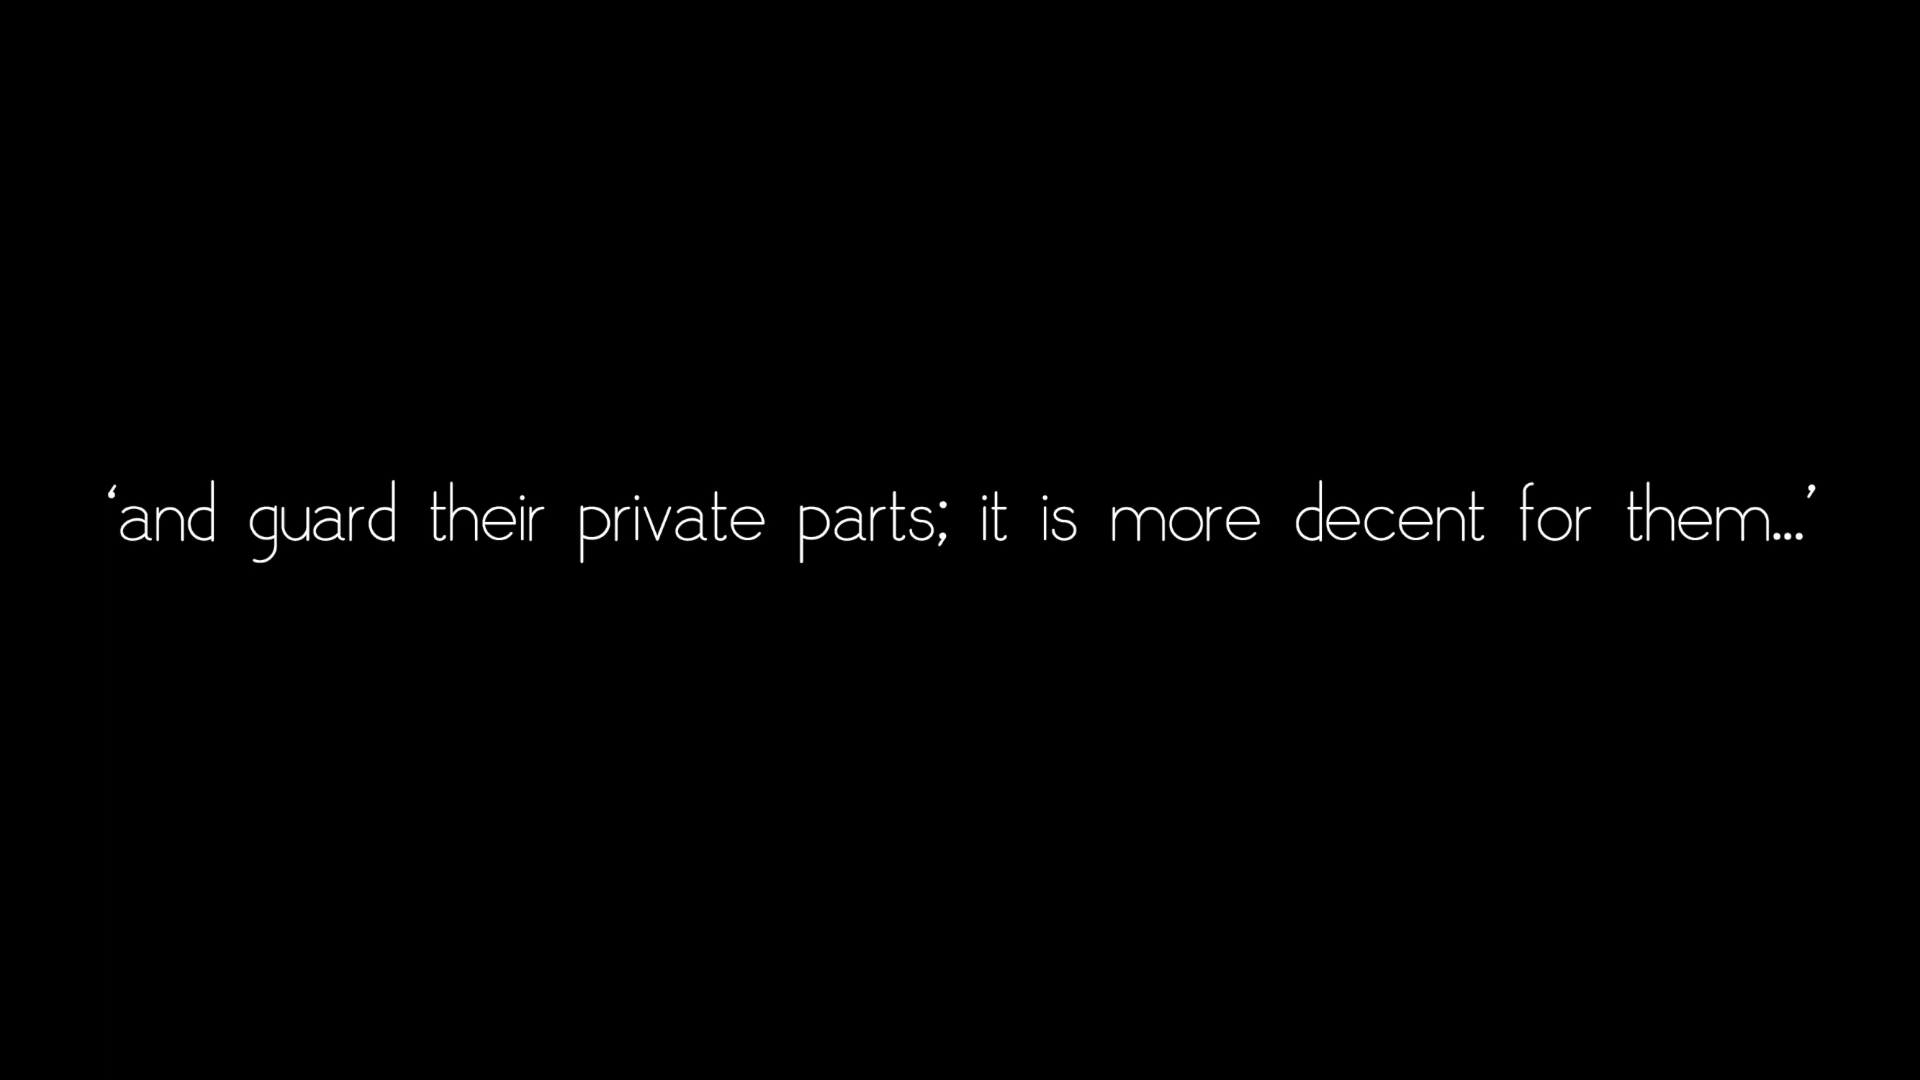 ‘and guard their private parts; it is more decent for them...’